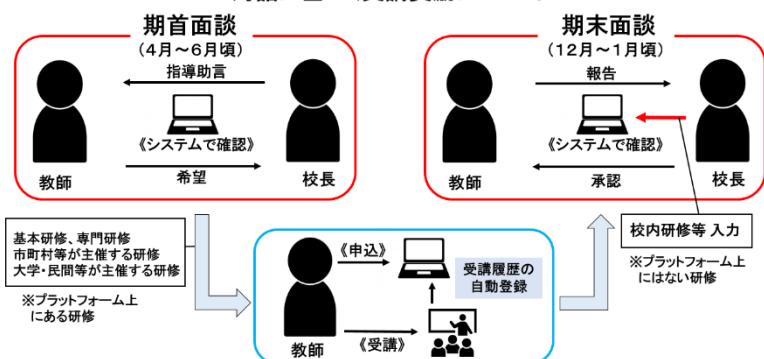 期首面談
(4月～6月頃)
指導助言
《システムで確認》
希望
教師
校長
期末面談
(12月～1月頃)
報告
《システムで確認》
承認
教師
校長
基本研修、専門研修
市町村等が主催する研修
大学・民間等が主催する研修
※プラットフォーム上
にある研修
《申込》
受講履歴の
自動登録
《受講》
教師
校内研修等 入力
※プラットフォーム上
にはない研修